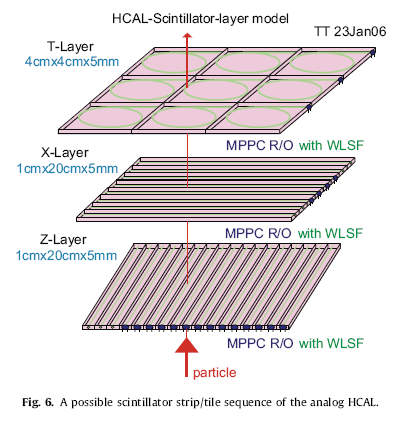 HCAL-Scintillator-layer model
TT 23Jan06
T-Layer
4cmx4cmx5mm
MPPC R/O with WLSF
X-Layer
1cmx20cmx5mm
MPPC R/O with WLSF
Z-Layer
1cmx20cmx5mm
MPPC R/O with WLSF
particle
Fig. 6. A possible scintillator strip/tile sequence of the analog HCAL.